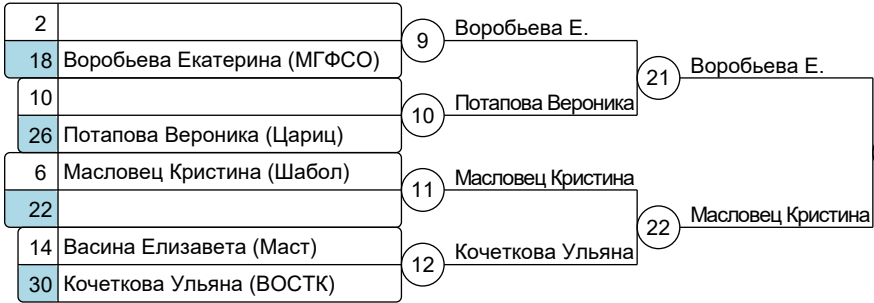 2
9
Воробьева Е.
18 Воробьева Екатерина (МГФСО)
21
Воробьева Е.
10
10
Потапова Вероника
26 Потапова Вероника (Цариц)
6 Масловец Кристина (Шабол)
11
Масловец Кристина
22
22
Масловец Кристина
14 Васина Елизавета (Маст)
12
Кочеткова Ульяна
30 Кочеткова Ульяна (ВОСТК)